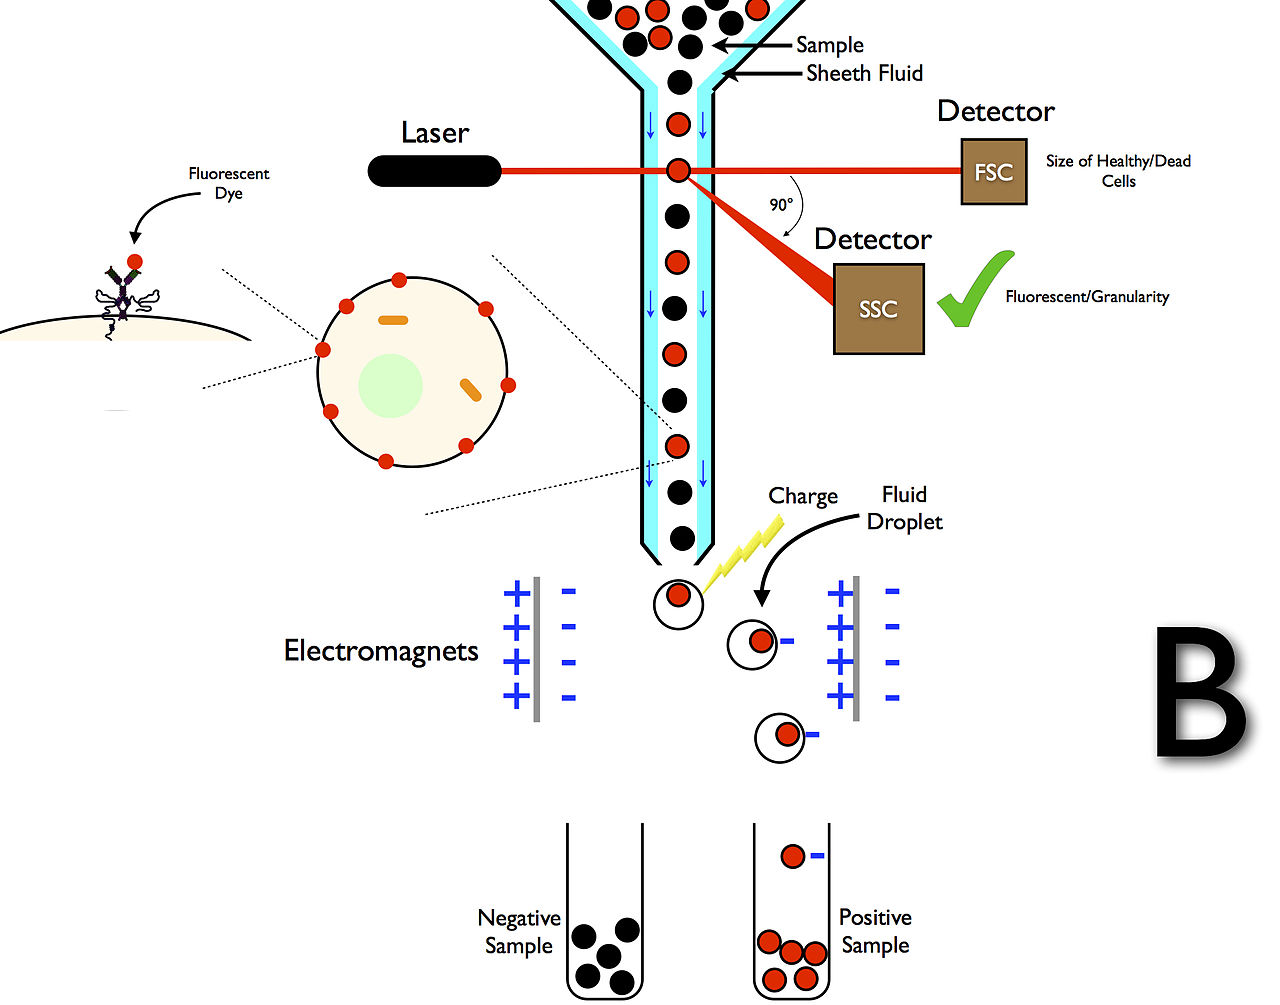 Sample
Sheeth Fluid
Detector
Laser
FSC
Size of Healthy/Dead
Cells
Fluorescent
Dye
90°
Detector
SSC
Fluorescent/Granularity
Charge
Fluid
Droplet
+ - + -
+ - - + -
Electromagnets
+ - + -
+ - + -
-
B
-
Negative
Sample
Positive
Sample